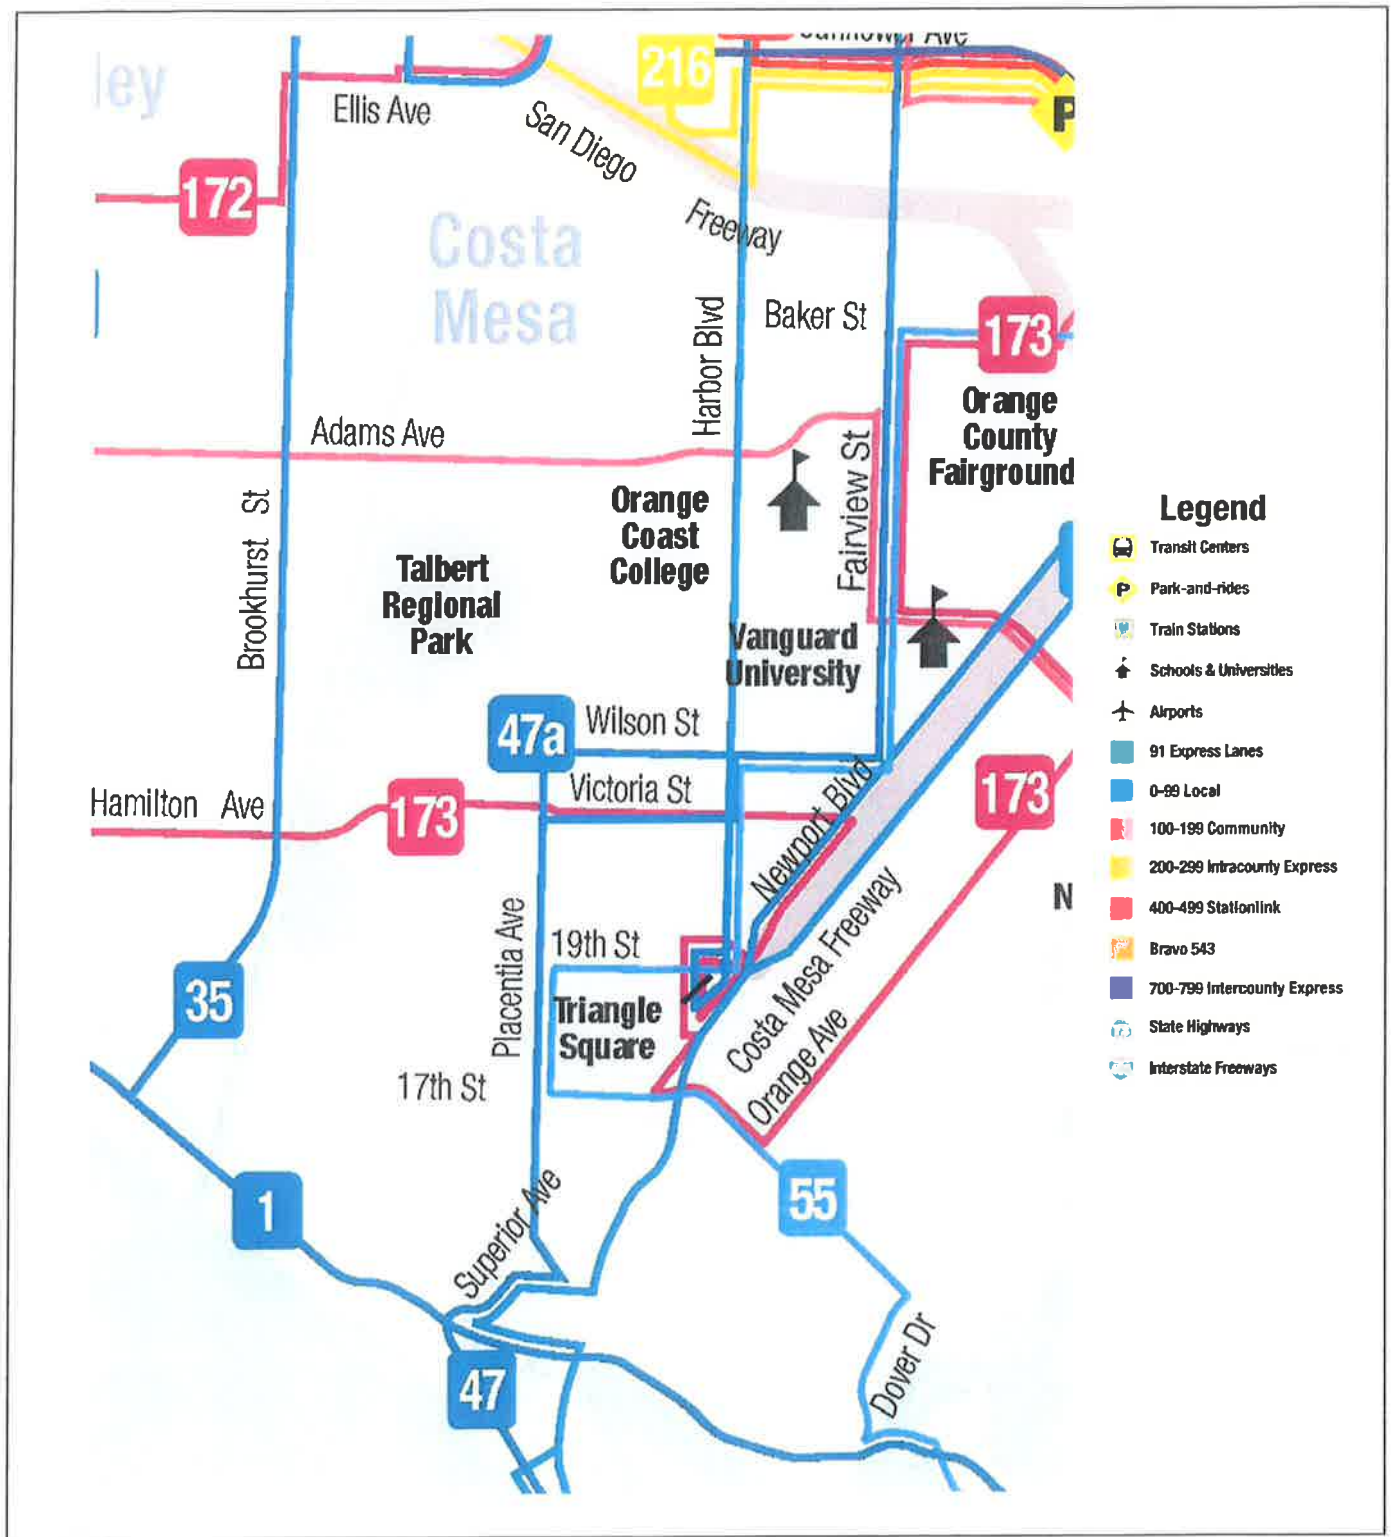 Sunflower Ave
ley
216
P
Ellis Ave
San Diego
Freeway
172
Costa
Mesa
Harbor Blvd
Baker St
173
Orange
County
Fairground
Adams Ave
Fairview St
Brookhurst St
Orange
Coast
College
Talbert
Regional
Park
Vanguard
University
47a
Wilson St
Victoria St
Hamilton Ave
173
Newport Blvd
173
N
Placentia Ave
19th St
Costa Mesa Freeway
35
Triangle
Square
Orange Ave
17th St
1
Superior Ave
55
47
Dover Dr
Legend
Transit Centers
P
Park-and-rides
Train Stations
Schools & Universities
Airports
91 Express Lanes
0-99 Local
100-199 Community
200-299 Intracounty Express
400-499 Stationlink
Bravo 543
700-799 Intercounty Express
State Highways
Interstate Freeways